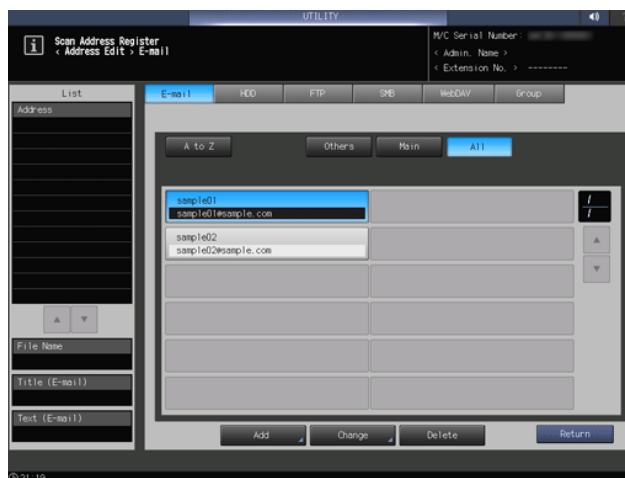 UTILITY
Scan Address Register
< Address Edit > E-mail
M/C Serial Number:
< Admin. Name >
< Extension No. > --------
List
E-mail
HDD
FTP
SMB
WebDAV
Group
Address
A to Z
Others
Main
All
sample01
sample01@sample.com
1
1
sample02
sample02@sample.com
File Name
Title (E-mail)
Text (E-mail)
Add
Change
Delete
Return
21:19